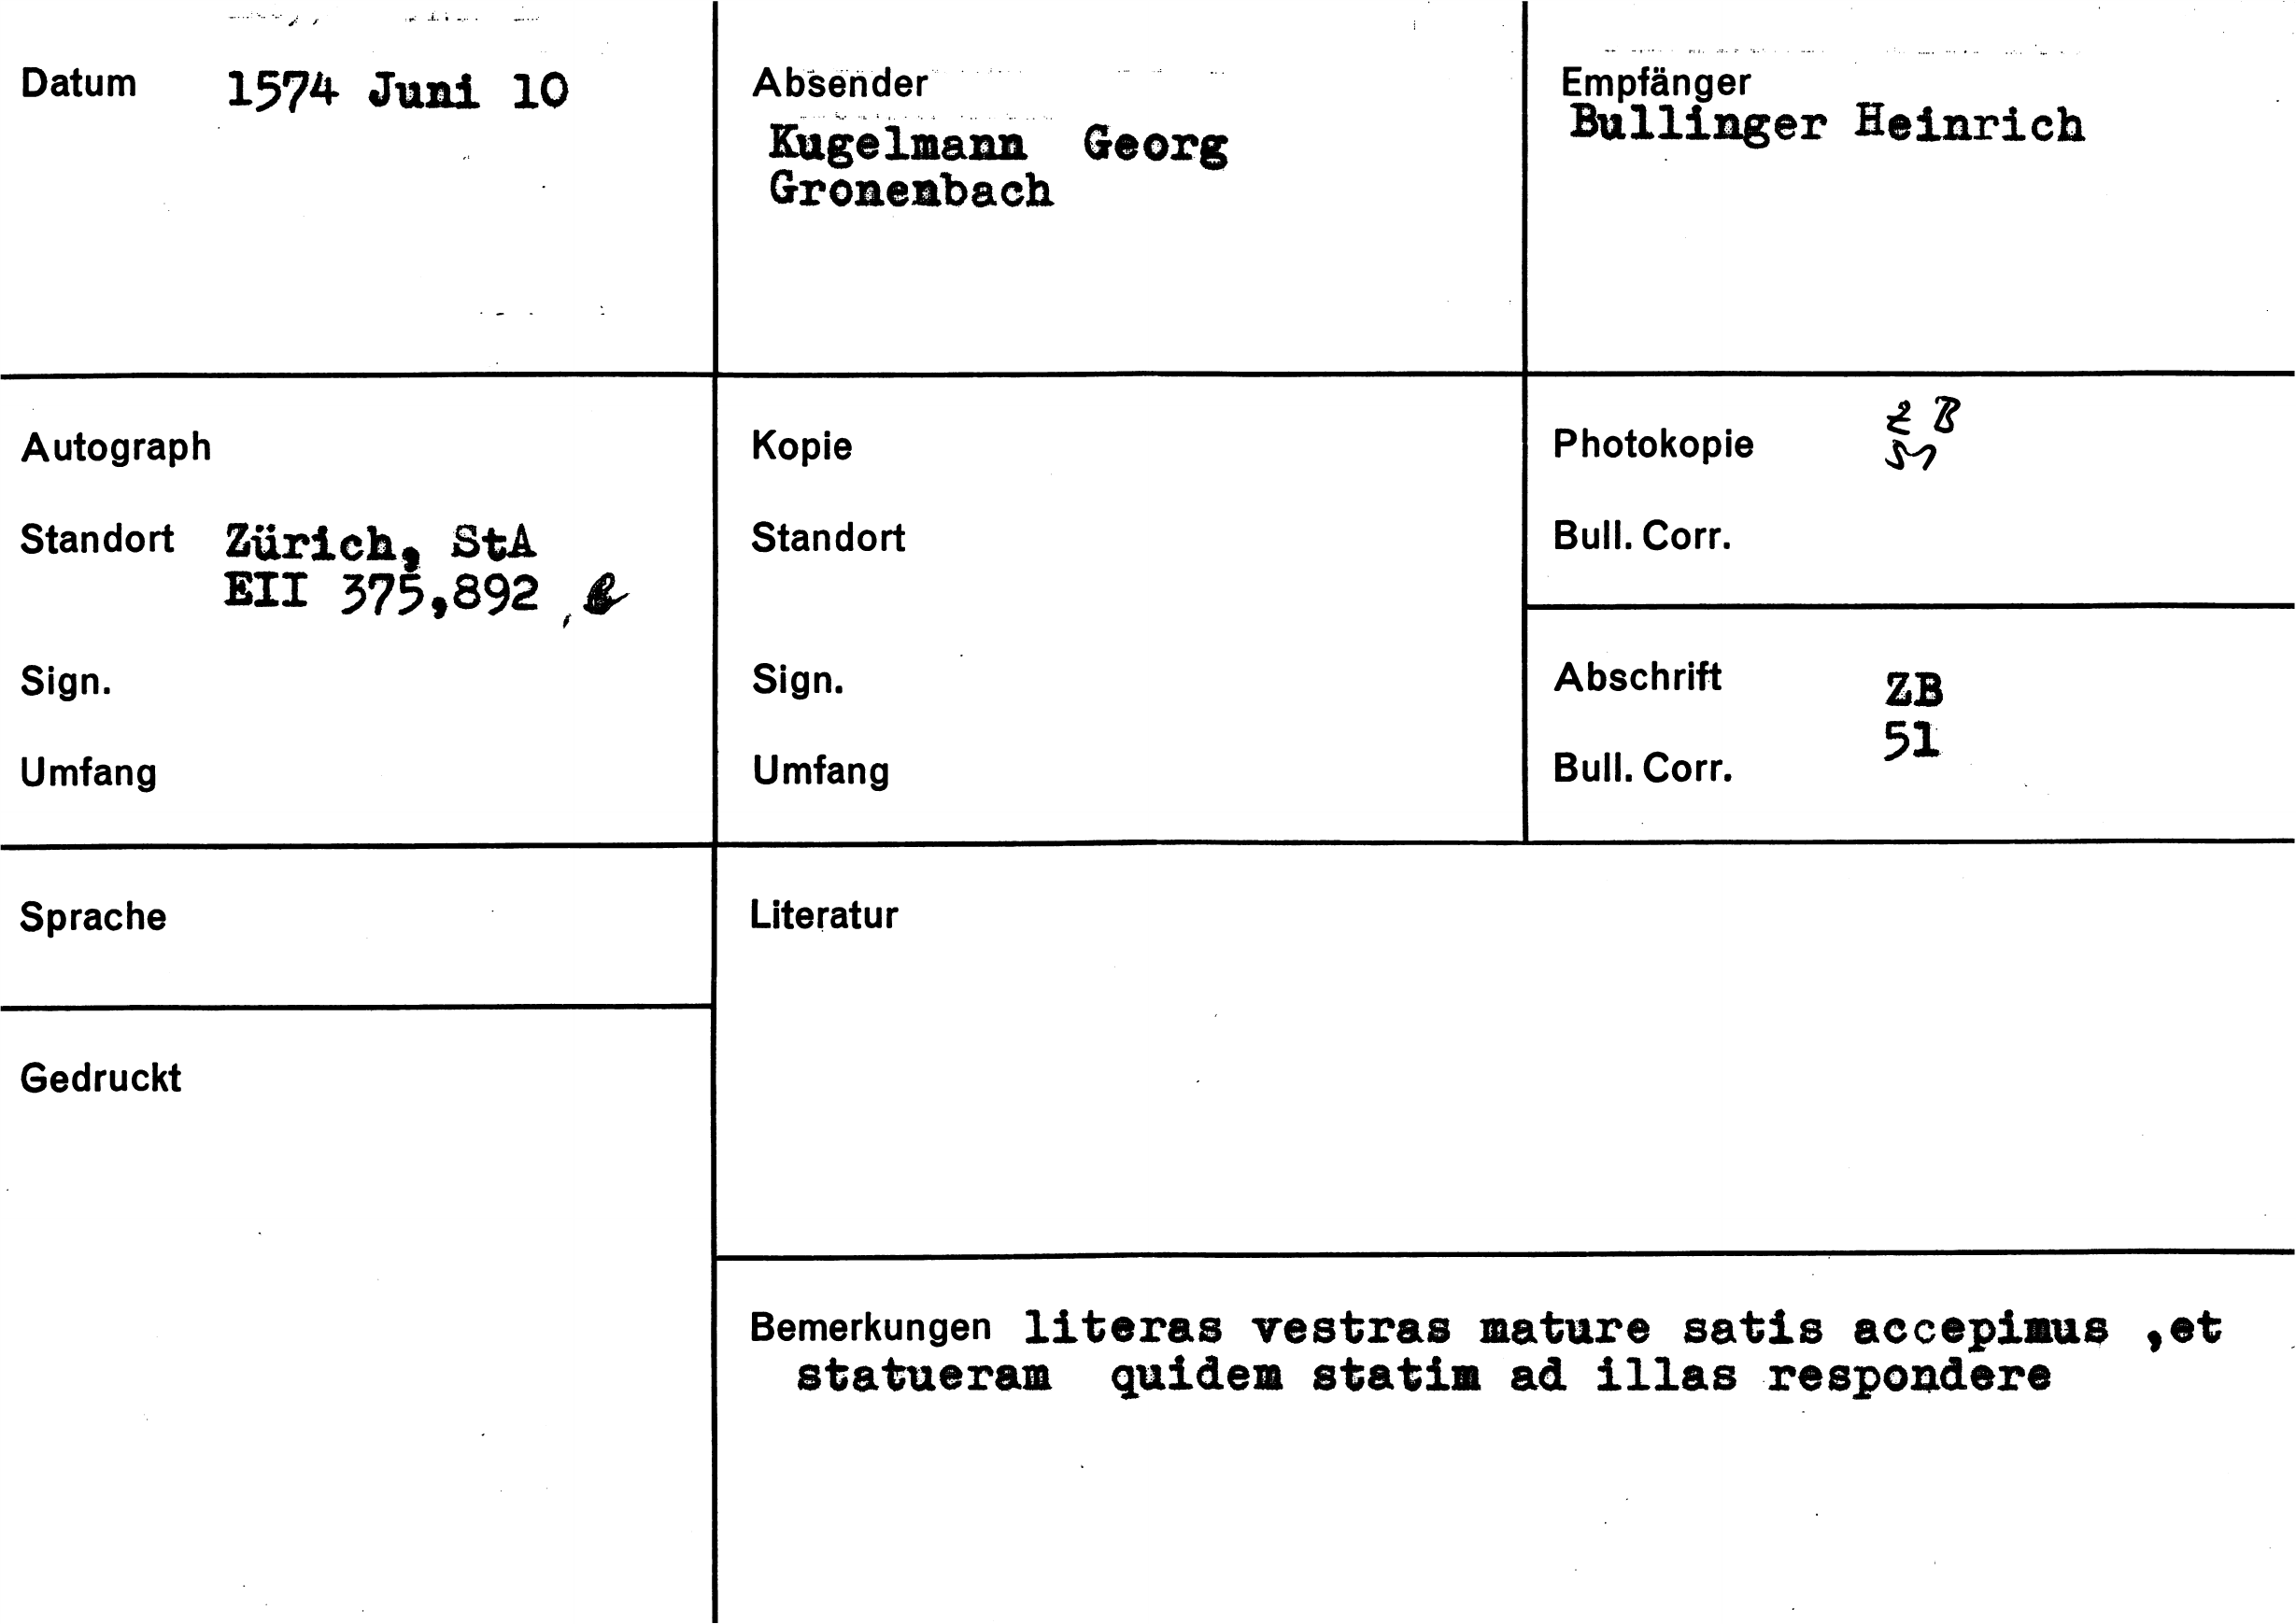 Datum 1574 Juni 10
Absender
Kugelmann Georg
Gronenbach
Empfänger
Bullinger Heinrich
Autograph
Standort Zürich, StA
EII 375,892
Sign.
Umfang
Kopie
Standort
Sign.
Umfang
Photokopie ZB
51
Bull. Corr.
Abschrift ZB
51
Bull. Corr.
Sprache
Literatur
Gedruckt
Bemerkungen literas vestras mature satis accepimus ,et
statueram quidem statim ad illas respondere